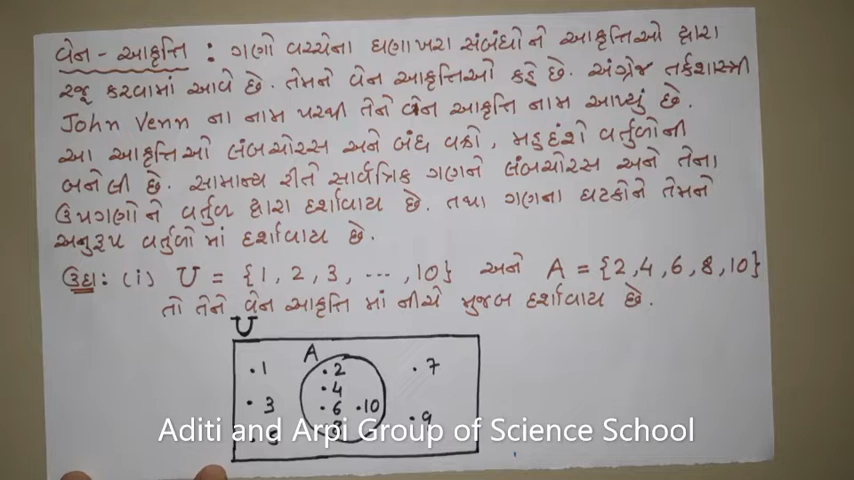 વેન - આકૃત્તિ : ગણો વચ્ચેના ઘણાખરા સંબંધોને આકૃત્તિઓ દ્વારા
રજૂ કરવામાં આવે છે. તેમને વેન આકૃત્તિઓ કહે છે. અંગ્રેજ તર્કશાસ્ત્રી
John Venn ના નામ પરથી તેને વેન આકૃત્તિ નામ આપ્યું છે.
આ આકૃત્તિઓ લંબચોરસ અને બંધ વક્રો, મહદ્દંશે વર્તુળોની
બનેલી છે. સામાન્ય રીતે સાર્વત્રિક ગણને લંબચોરસ અને તેના
ઉપગણોને વર્તુળ દ્વારા દર્શાવાય છે. તથા ગણના ઘટકોને તેમને
અનુરૂપ વર્તુળોમાં દર્શાવાય છે.
ઉદા: (i) U = {1, 2, 3, ..., 10} અને A = {2, 4, 6, 8, 10}
તો તેને વેન આકૃત્તિ માં નીચે મુજબ દર્શાવાય છે.
U
A
.1 .2 .7
.4
.3 .6 .10 .9
Aditi and Arpi Group of Science School